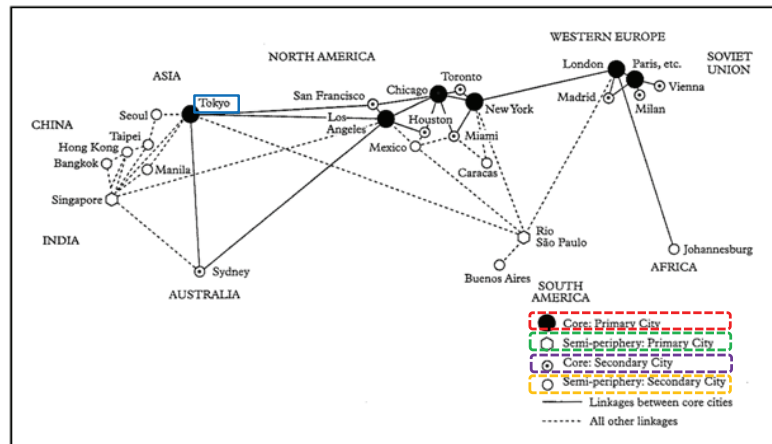 WESTERN EUROPE
NORTH AMERICA
SOVIET
UNION
London
Paris, etc.
ASIA
Toronto
Chicago
San Francisco
Tokyo
New York
Vienna
Madrid
Milan
Seoul
Los
Angeles
Houston
CHINA
Taipei
Miami
Hong Kong
Mexico
Bangkok
Manila
Caracas
Singapore
Rio
São Paulo
INDIA
Johannesburg
Sydney
Buenos Aires
AFRICA
AUSTRALIA
SOUTH
AMERICA
Core: Primary City
Semi-periphery: Primary City
Core: Secondary City
Semi-periphery: Secondary City
Linkages between core cities
All other linkages